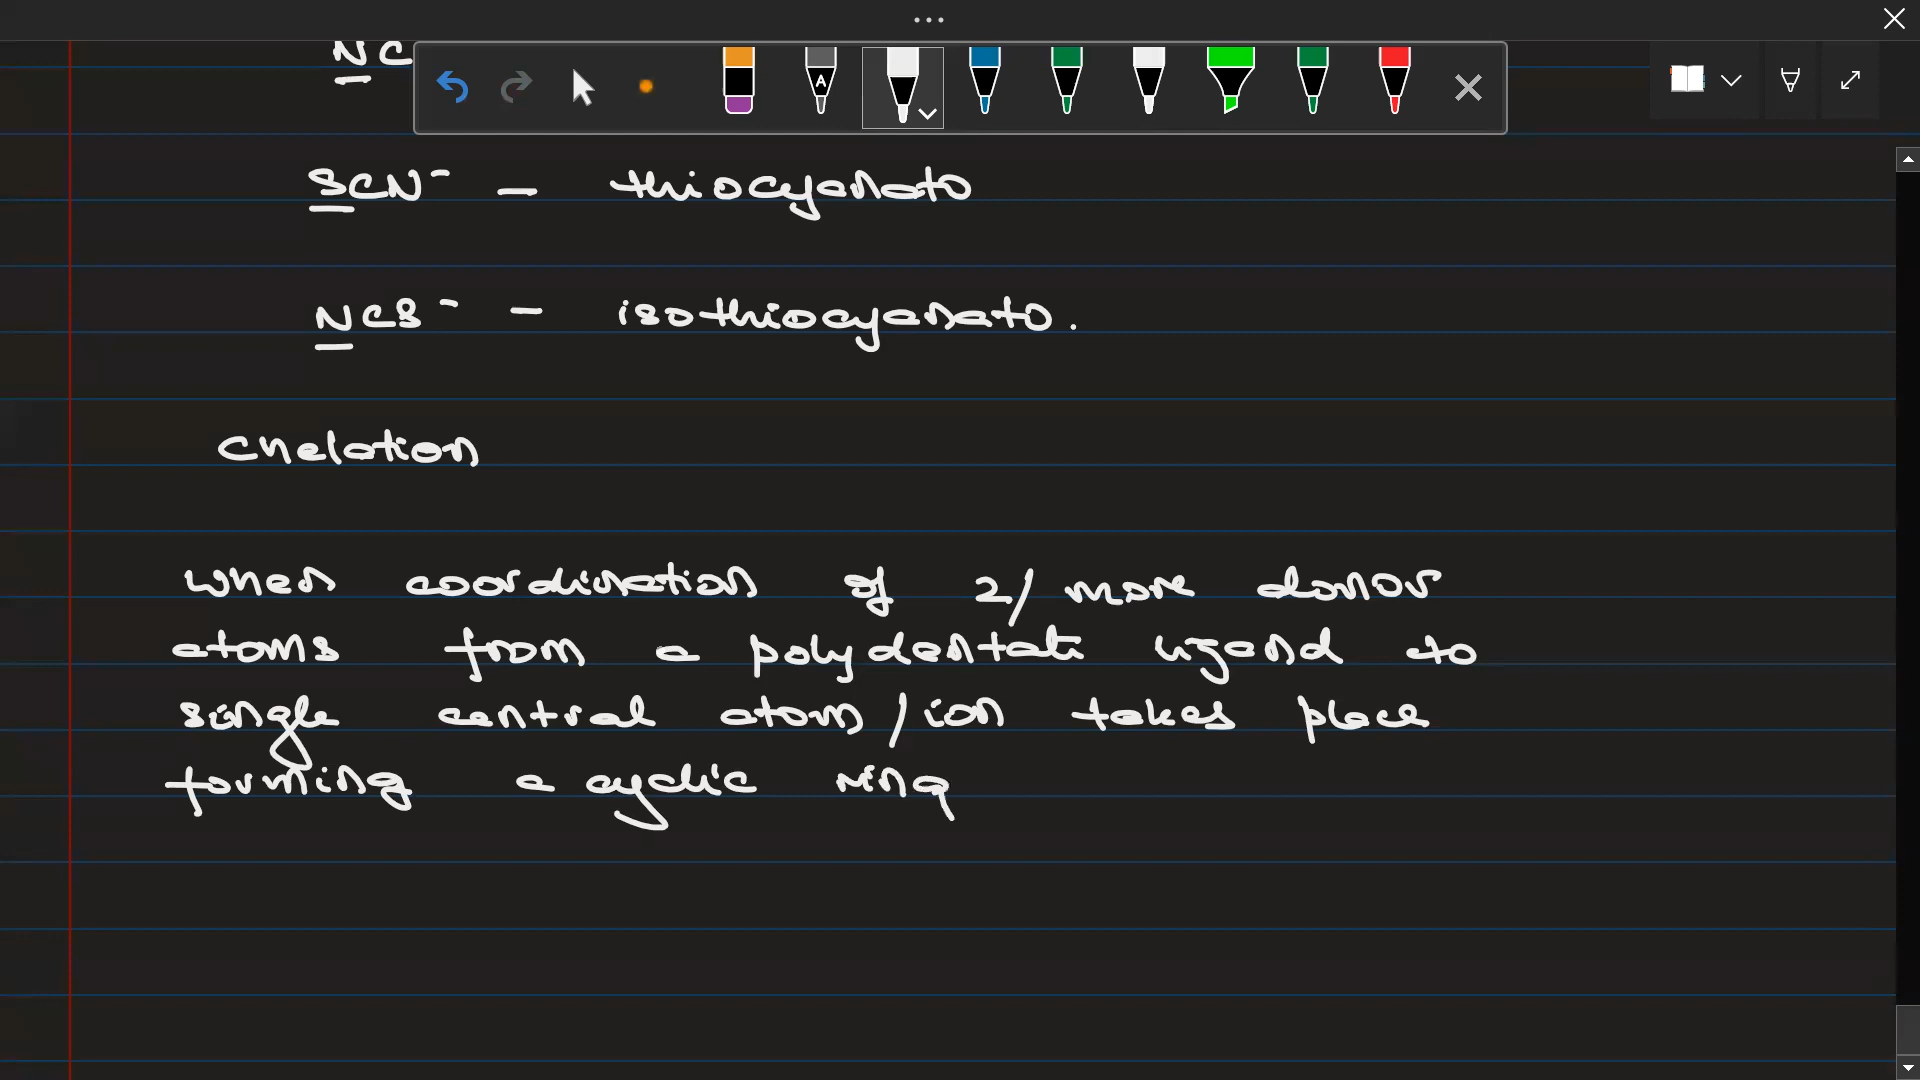 NC
A
SCN⁻ – thiocyanato
NCS⁻ – isothiocyanato.
Chelation
when coordination of 2/ more donor
atoms from a polydentate ligand to
single central atom/ion takes place
forming a cyclic ring